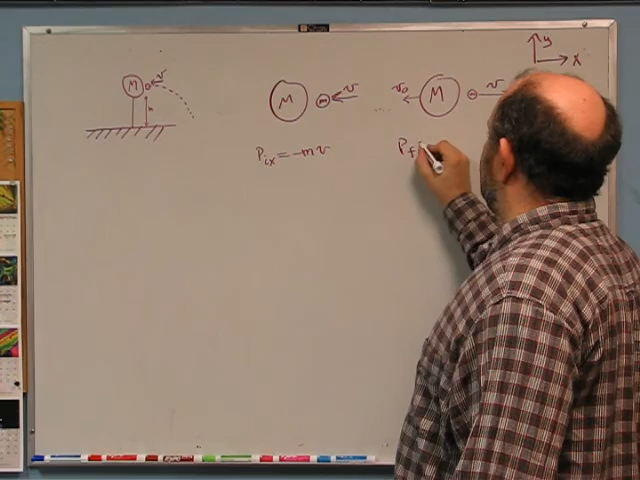 y
x
M v
h
M m v
v₀ M m v
P_ix = -mv
P_f